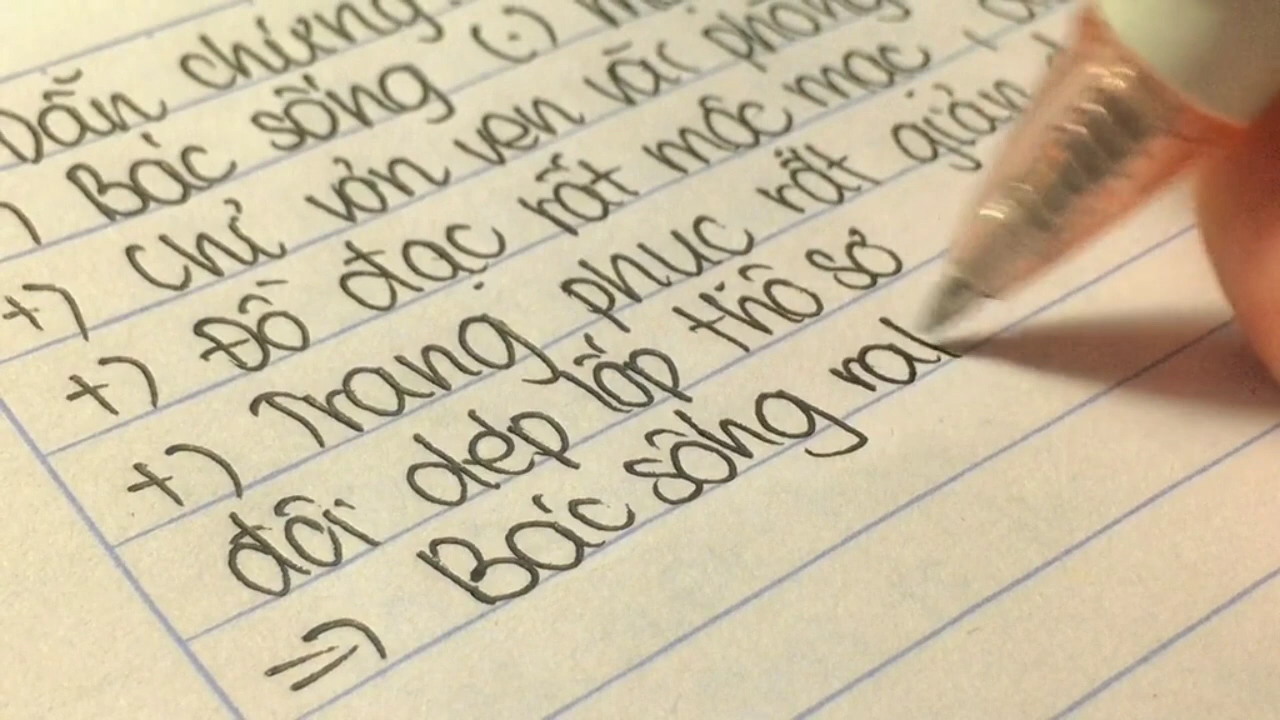 Dẫn chứng:
) Bác sống (.)
+) chỉ vỏn vẹn vài phòng
+) Đồ đạc rất mộc mạc,
+) Trang phục rất giản
đôi dép lốp thô sơ
=) Bác sống ral